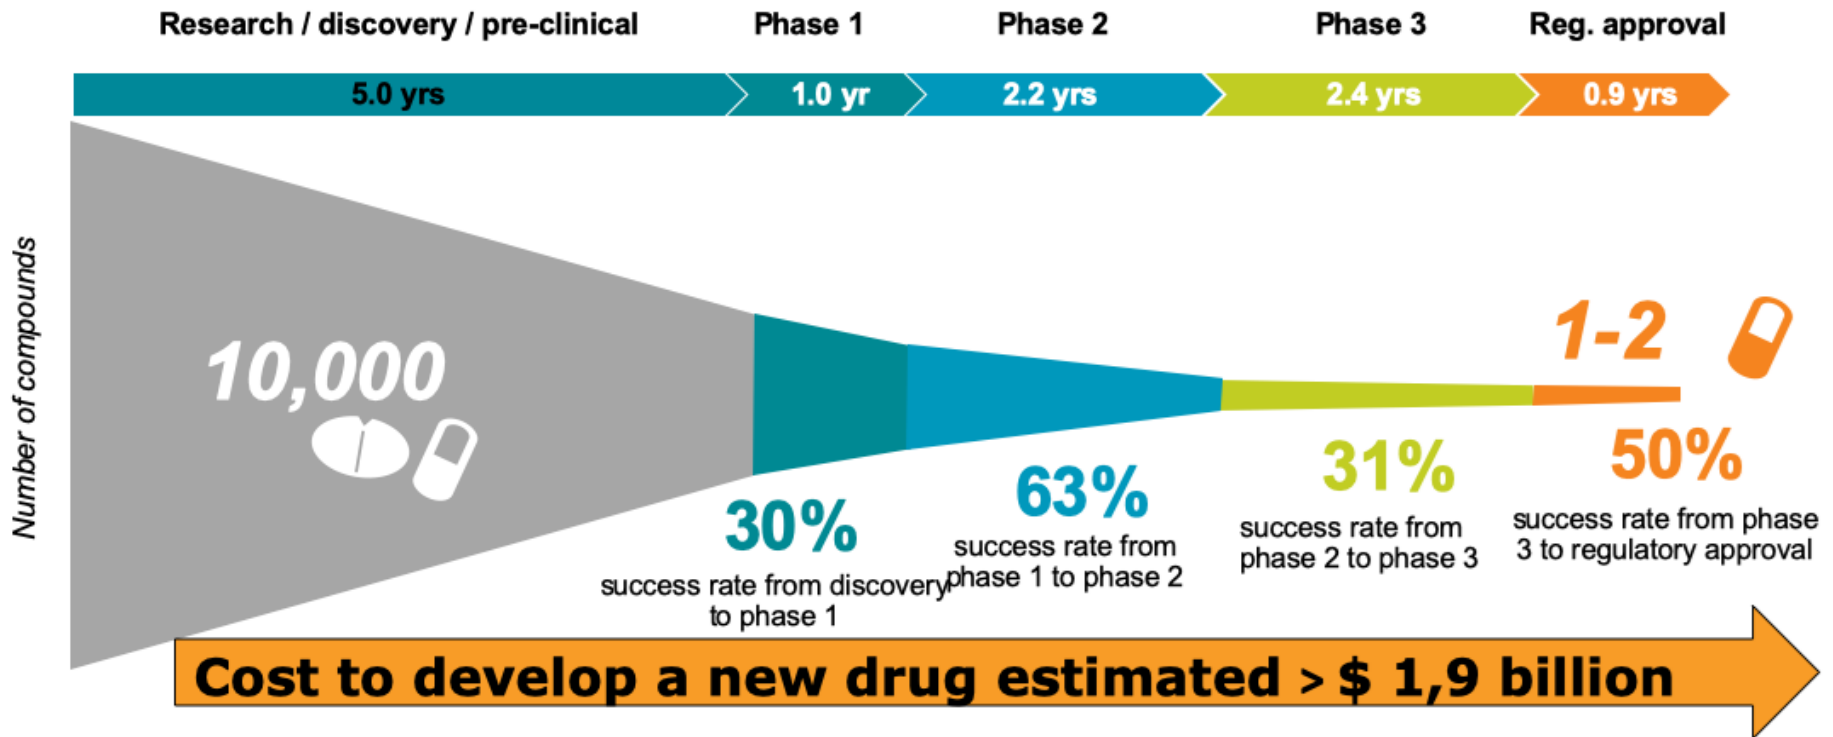 Research / discovery / pre-clinical
Phase 1
Phase 2
Phase 3
Reg. approval
5.0 yrs
1.0 yr
2.2 yrs
2.4 yrs
0.9 yrs
Number of compounds
10,000
1-2
30%
success rate from discovery
to phase 1
63%
success rate from
phase 1 to phase 2
31%
success rate from
phase 2 to phase 3
50%
success rate from phase
3 to regulatory approval
Cost to develop a new drug estimated > $ 1,9 billion